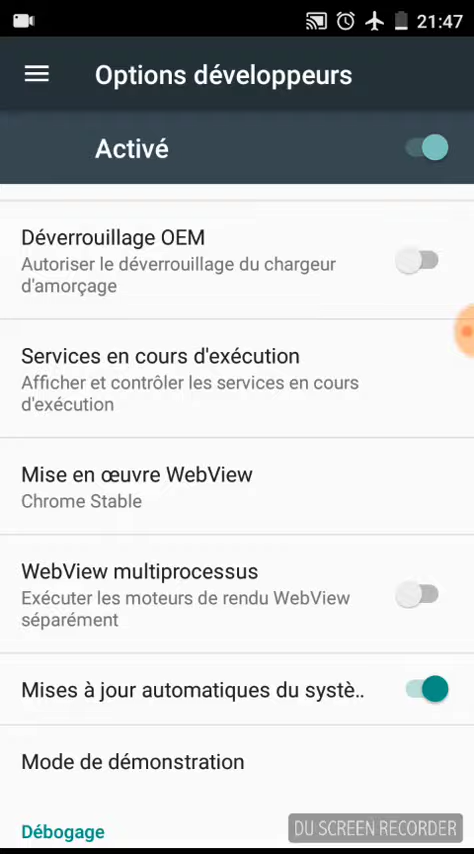 21:47
Options développeurs
Activé
Déverrouillage OEM
Autoriser le déverrouillage du chargeur
d'amorçage
Services en cours d'exécution
Afficher et contrôler les services en cours
d'exécution
Mise en œuvre WebView
Chrome Stable
WebView multiprocessus
Exécuter les moteurs de rendu WebView
séparément
Mises à jour automatiques du systè..
Mode de démonstration
Débogage
DU SCREEN RECORDER